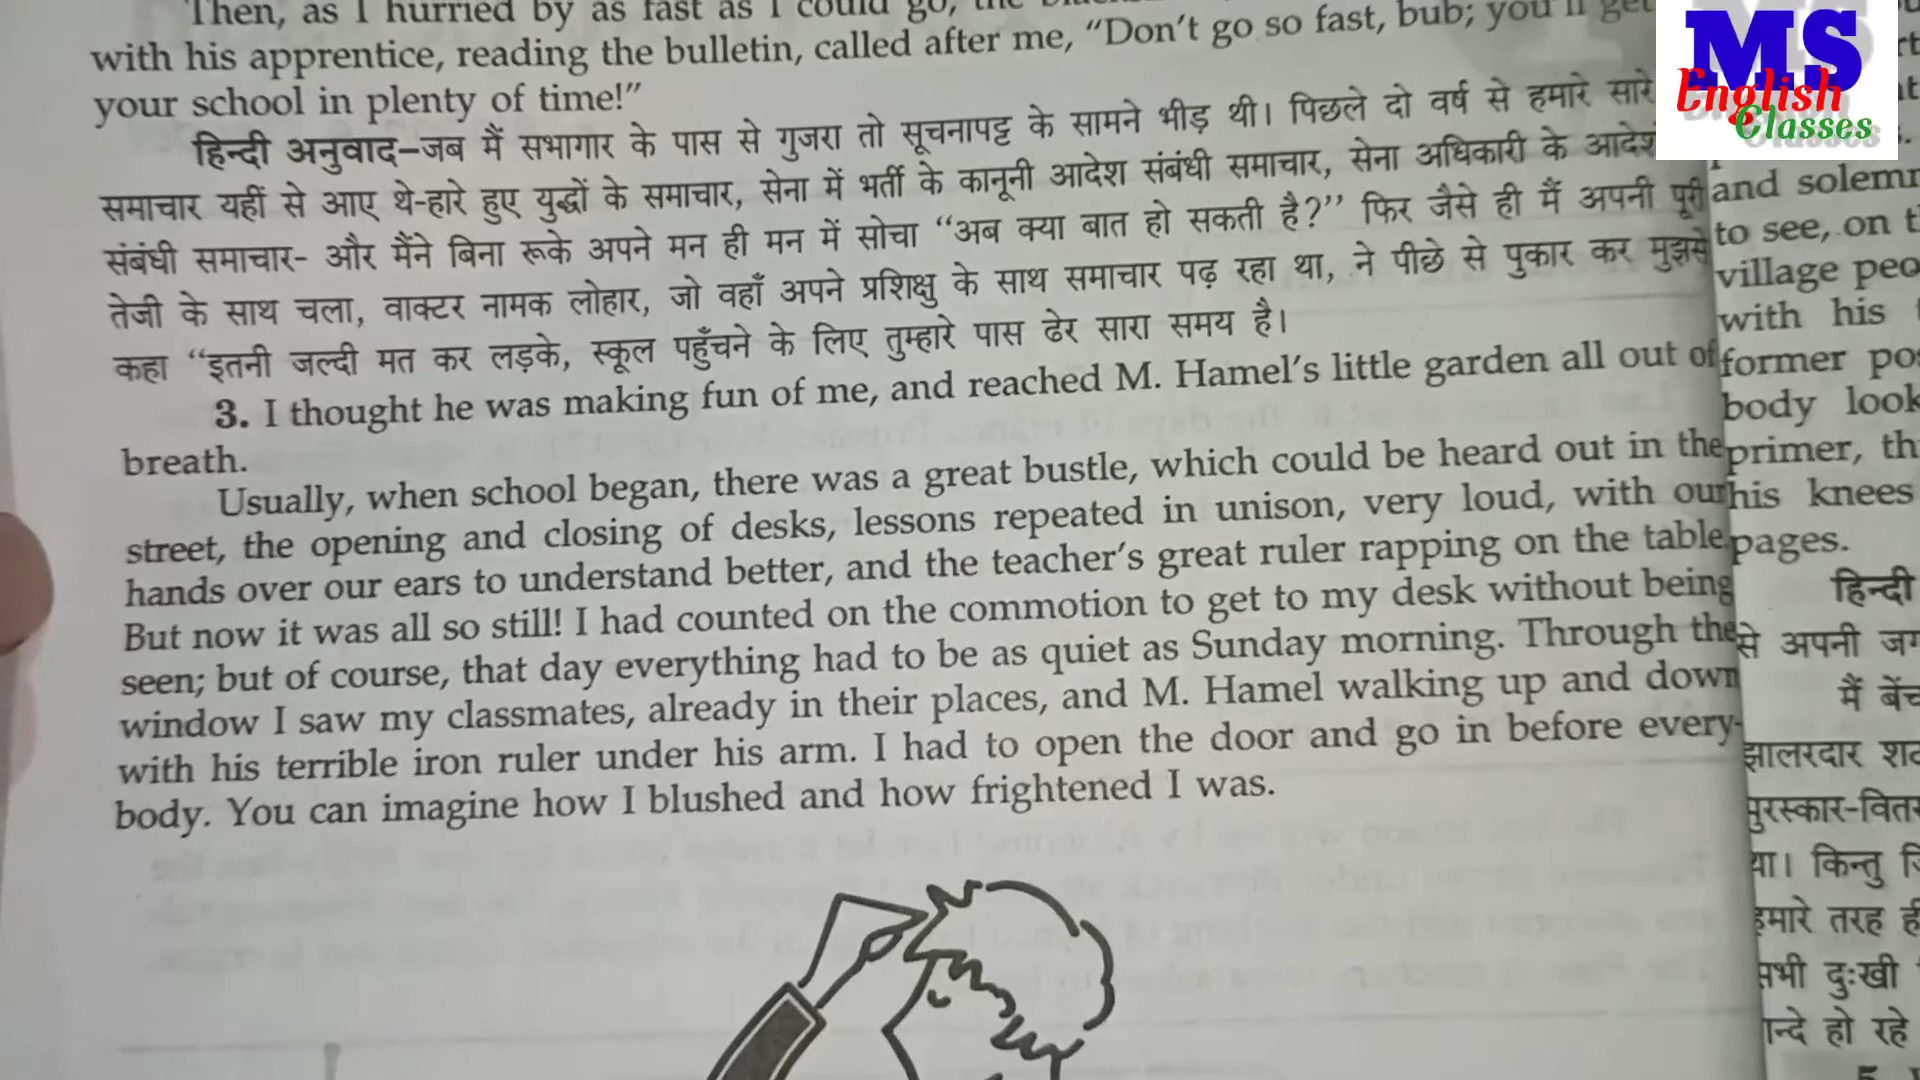 Then, as I hurried by as fast as I could go, the
with his apprentice, reading the bulletin, called after me, “Don’t go so fast, bub; you’ll get
your school in plenty of time!”
हिन्दी अनुवाद–जब मैं सभागार के पास से गुजरा तो सूचनापट्ट के सामने भीड़ थी। पिछले दो वर्ष से हमारे सारे
समाचार यहीं से आए थे-हारे हुए युद्धों के समाचार, सेना में भर्ती के कानूनी आदेश संबंधी समाचार, सेना अधिकारी के आदेश
संबंधी समाचार- और मैंने बिना रूके अपने मन ही मन में सोचा “अब क्या बात हो सकती है?” फिर जैसे ही मैं अपनी पूरी
तेजी के साथ चला, वाक्टर नामक लोहार, जो वहाँ अपने प्रशिक्षु के साथ समाचार पढ़ रहा था, ने पीछे से पुकार कर मुझसे
कहा “इतनी जल्दी मत कर लड़के, स्कूल पहुँचने के लिए तुम्हारे पास ढेर सारा समय है।
3. I thought he was making fun of me, and reached M. Hamel’s little garden all out of
breath.
Usually, when school began, there was a great bustle, which could be heard out in the
street, the opening and closing of desks, lessons repeated in unison, very loud, with our
hands over our ears to understand better, and the teacher’s great ruler rapping on the table
But now it was all so still! I had counted on the commotion to get to my desk without being
seen; but of course, that day everything had to be as quiet as Sunday morning. Through the
window I saw my classmates, already in their places, and M. Hamel walking up and down
with his terrible iron ruler under his arm. I had to open the door and go in before every-
body. You can imagine how I blushed and how frightened I was.
MS
English
Classes
and solemn
to see, on
village
with his
former
body look
primer,
his knees
pages.
हिन्दी
से अपनी
मैं
झालरदार
था। किन्तु
हमारे तरह ही
सभी दुःखी
हो रहे